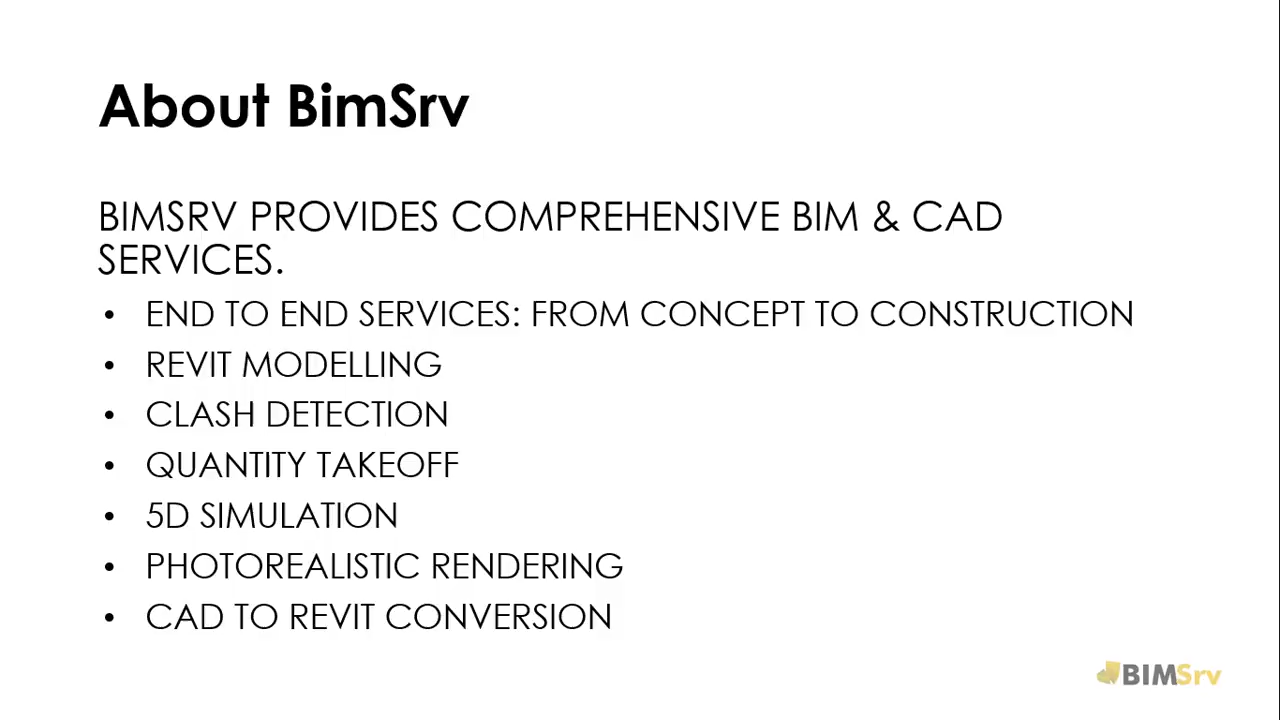 About BimSrv
BIMSRV PROVIDES COMPREHENSIVE BIM & CAD
SERVICES.
• END TO END SERVICES: FROM CONCEPT TO CONSTRUCTION
• REVIT MODELLING
• CLASH DETECTION
• QUANTITY TAKEOFF
• 5D SIMULATION
• PHOTOREALISTIC RENDERING
• CAD TO REVIT CONVERSION
BIMSrv